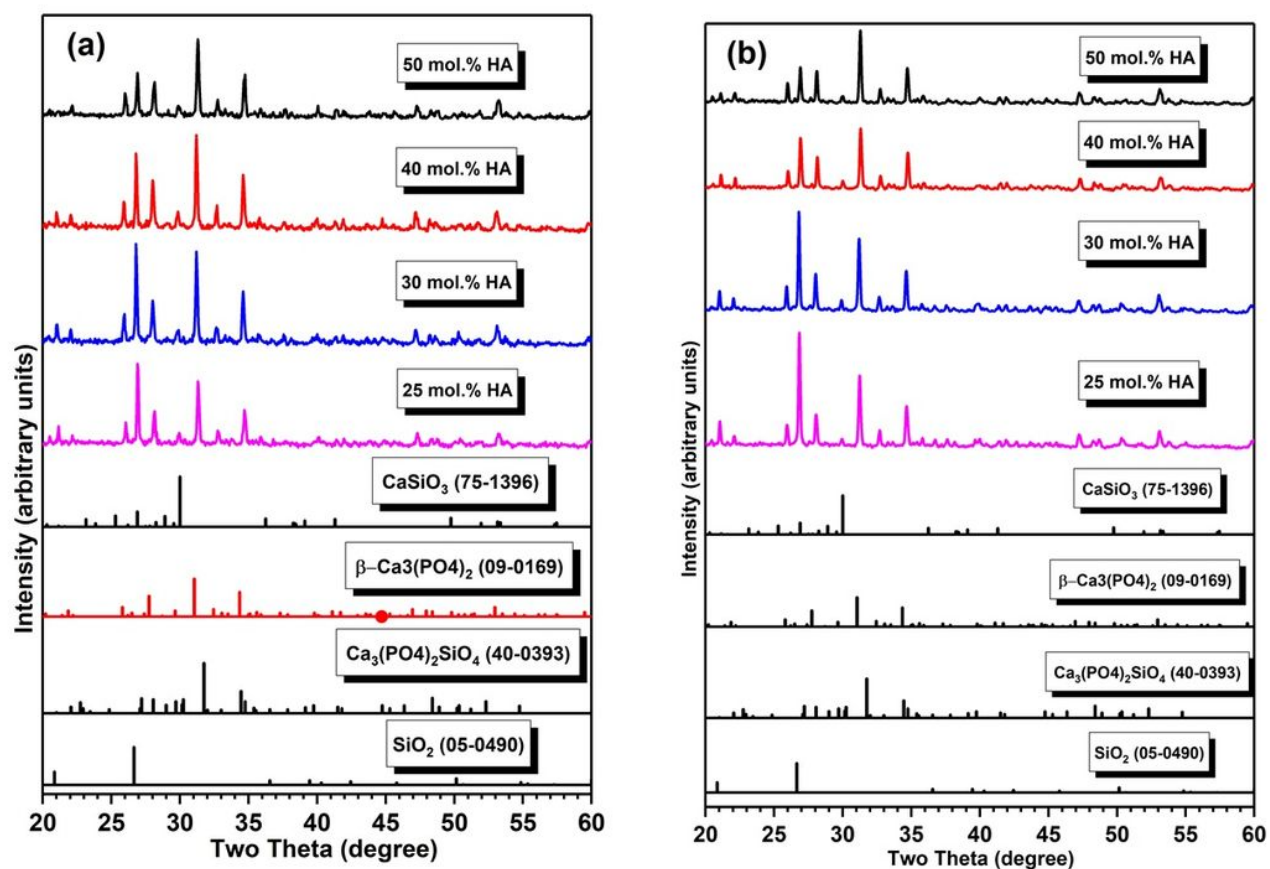 (a)
50 mol.% HA
40 mol.% HA
30 mol.% HA
25 mol.% HA
CaSiO₃ (75-1396)
β–Ca3(PO4)₂ (09-0169)
Ca₃(PO4)₂SiO₄ (40-0393)
SiO₂ (05-0490)
Intensity (arbitrary units)
20 25 30 35 40 45 50 55 60
Two Theta (degree)
(b)
50 mol.% HA
40 mol.% HA
30 mol.% HA
25 mol.% HA
CaSiO₃ (75-1396)
β–Ca3(PO4)₂ (09-0169)
Ca₃(PO4)₂SiO₄ (40-0393)
SiO₂ (05-0490)
Intensity (arbitrary units)
20 25 30 35 40 45 50 55 60
Two Theta (degree)